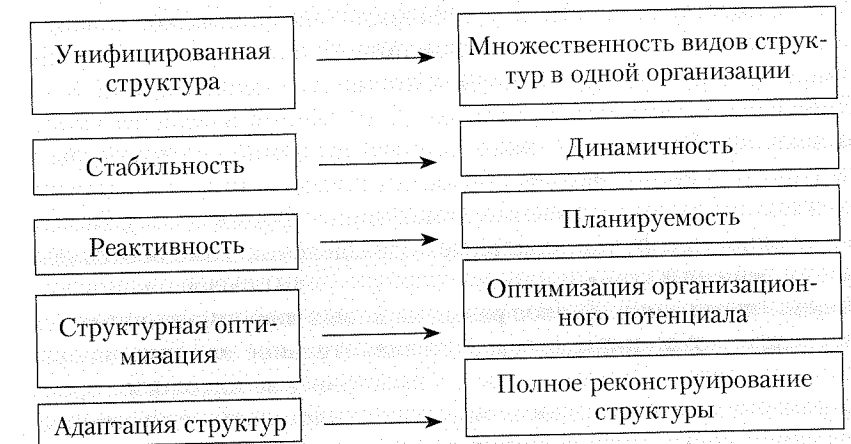 Унифицированная
структура
Множественность видов струк-
тур в одной организации
Стабильность
Динамичность
Реактивность
Планируемость
Структурная опти-
мизация
Оптимизация организацион-
ного потенциала
Адаптация структур
Полное реконструирование
структуры